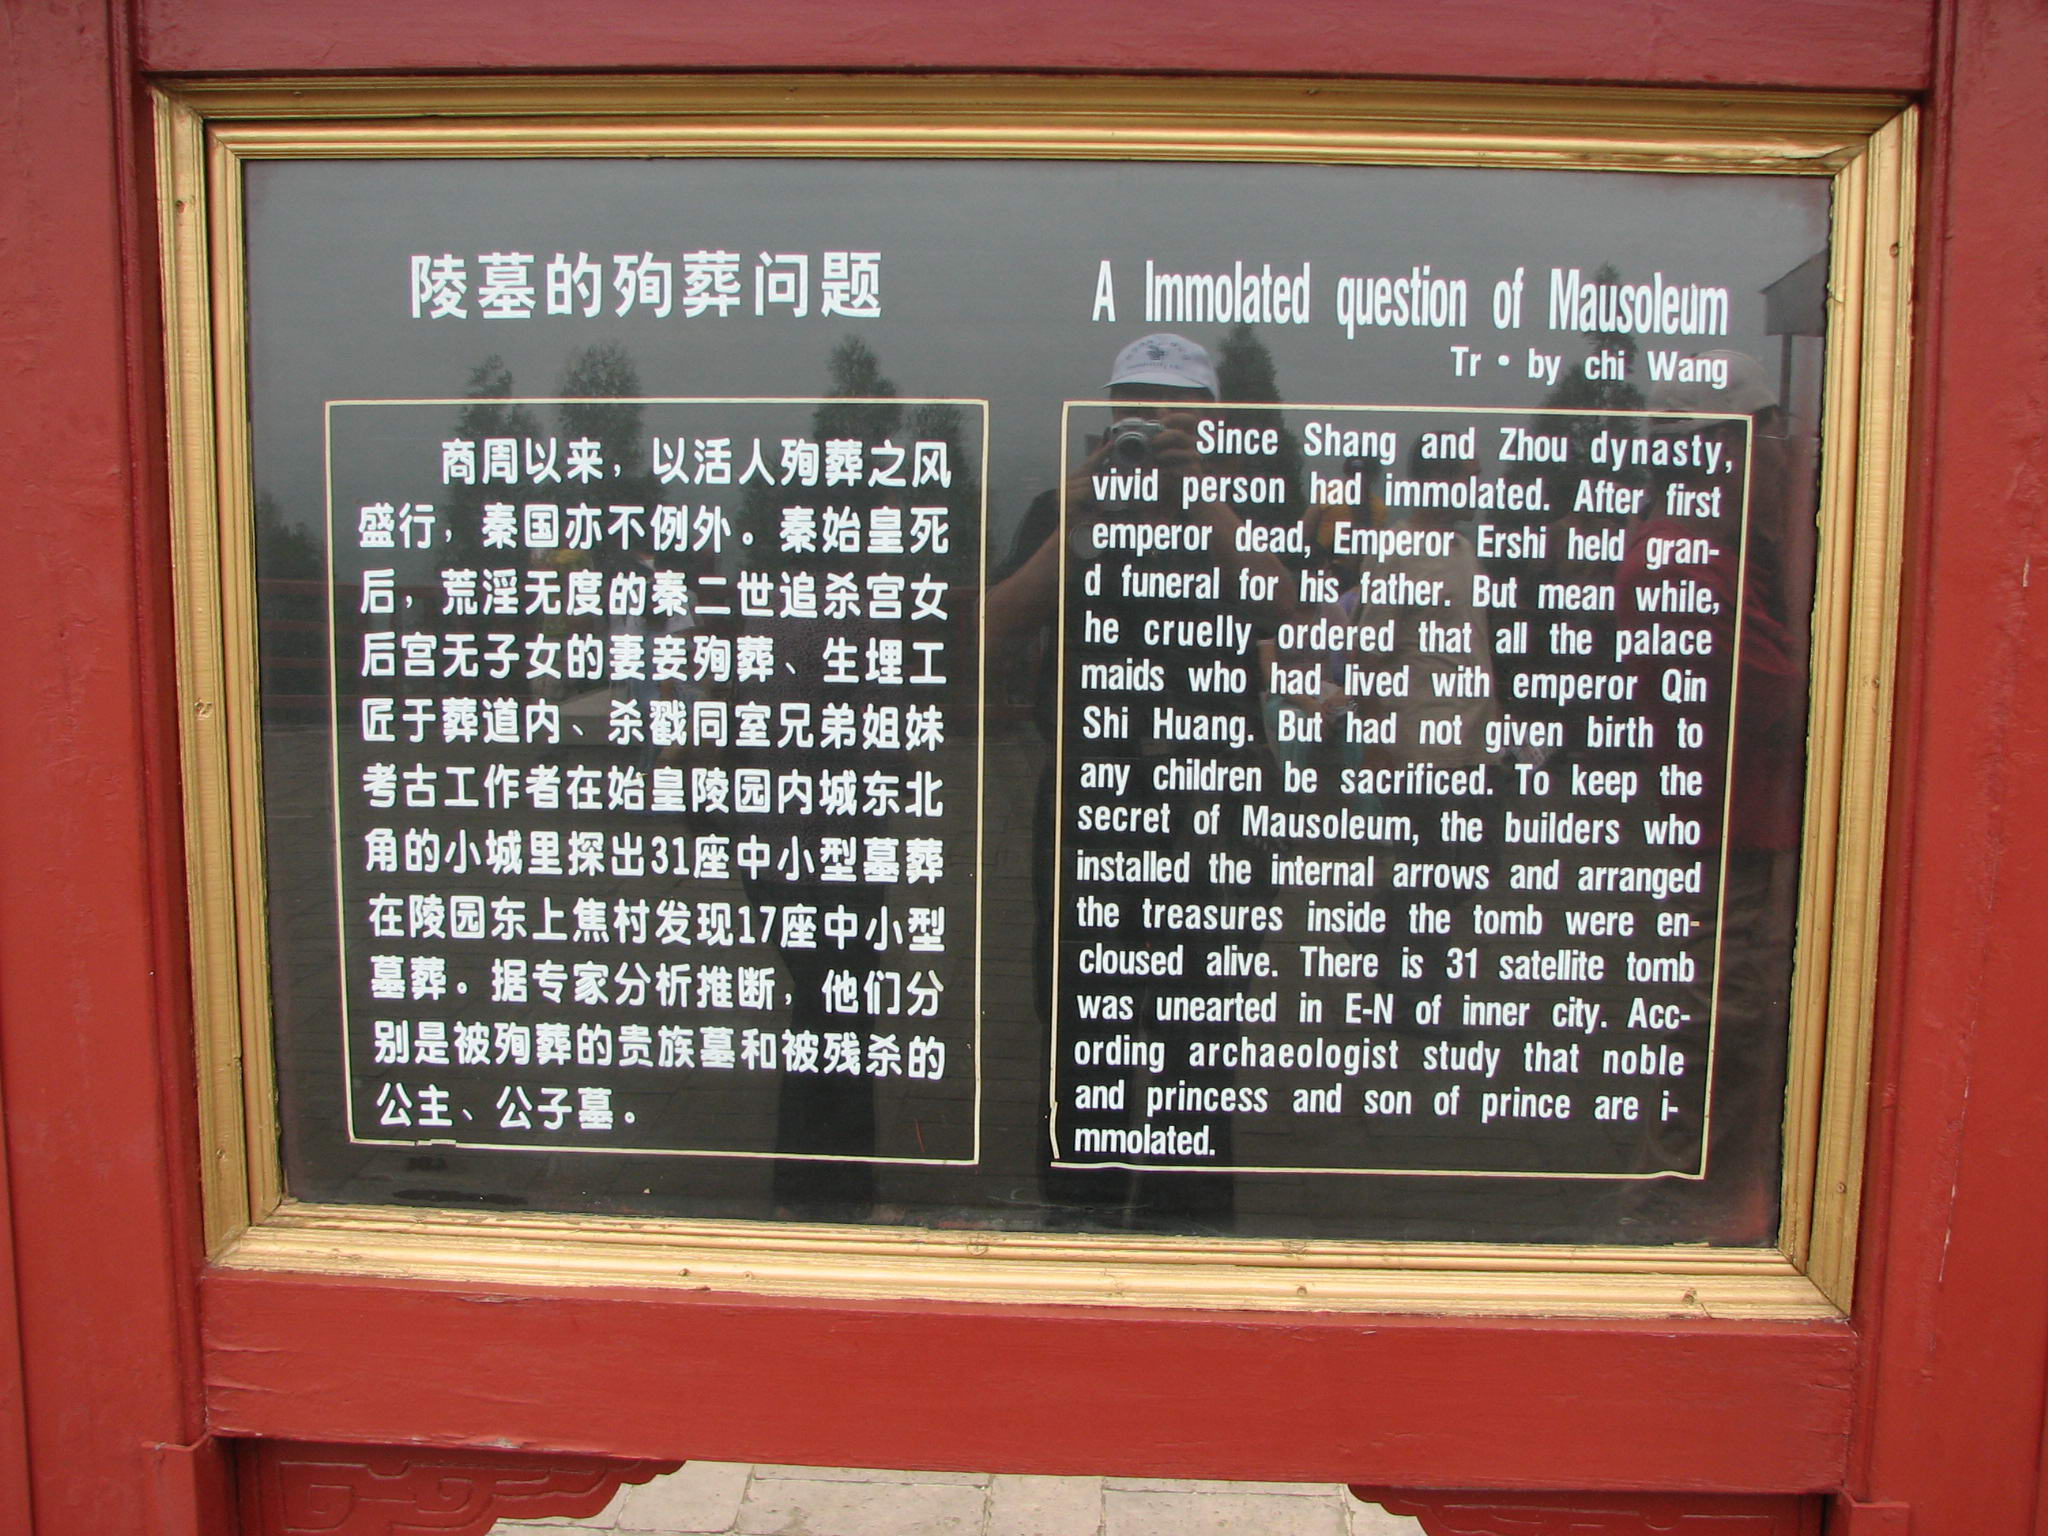 陵墓的殉葬问题
商周以来，以活人殉葬之风
盛行，秦国亦不例外。秦始皇死
后，荒淫无度的秦二世追杀宫女
后宫无子女的妻妾殉葬、生埋工
匠于葬道内、杀戮同室兄弟姐妹
考古工作者在始皇陵园内城东北
角的小城里探出31座中小型墓葬
在陵园东上焦村发现17座中小型
墓葬。据专家分析推断，他们分
别是被殉葬的贵族墓和被残杀的
公主、公子墓。
A Immolated question of Mausoleum
Tr·by chi Wang
Since Shang and Zhou dynasty,
vivid person had immolated. After first
emperor dead, Emperor Ershi held gran-
d funeral for his father. But mean while,
he cruelly ordered that all the palace
maids who had lived with emperor Qin
Shi Huang. But had not given birth to
any children be sacrificed. To keep the
secret of Mausoleum, the builders who
installed the internal arrows and arranged
the treasures inside the tomb were en-
cloused alive. There is 31 satellite tomb
was unearted in E-N of inner city. Acc-
ording archaeologist study that noble
and princess and son of prince are i-
mmolated.